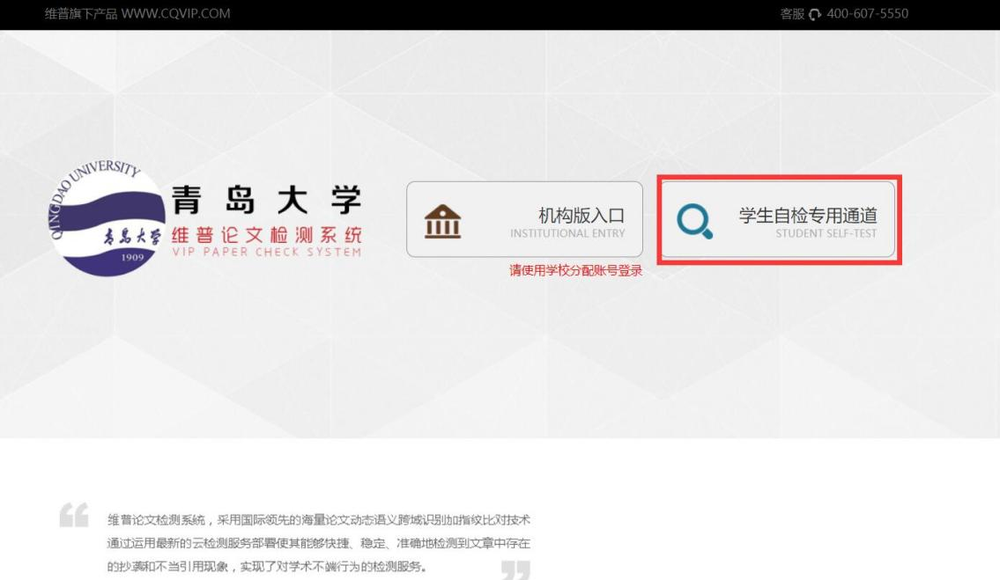 维普旗下产品 WWW.CQVIP.COM
客服 400-607-5550
QINGDAO UNIVERSITY
青岛大学
1909
青岛大学
维普论文检测系统
VIP PAPER CHECK SYSTEM
机构版入口
INSTITUTIONAL ENTRY
请使用学校分配账号登录
学生自检专用通道
STUDENT SELF-TEST
维普论文检测系统，采用国际领先的海量论文动态语义跨域识别加指纹比对技术
通过运用最新的云检测服务部署使其能够快捷、稳定、准确地检测到文章中存在
的抄袭和不当引用现象，实现了对学术不端行为的检测服务。